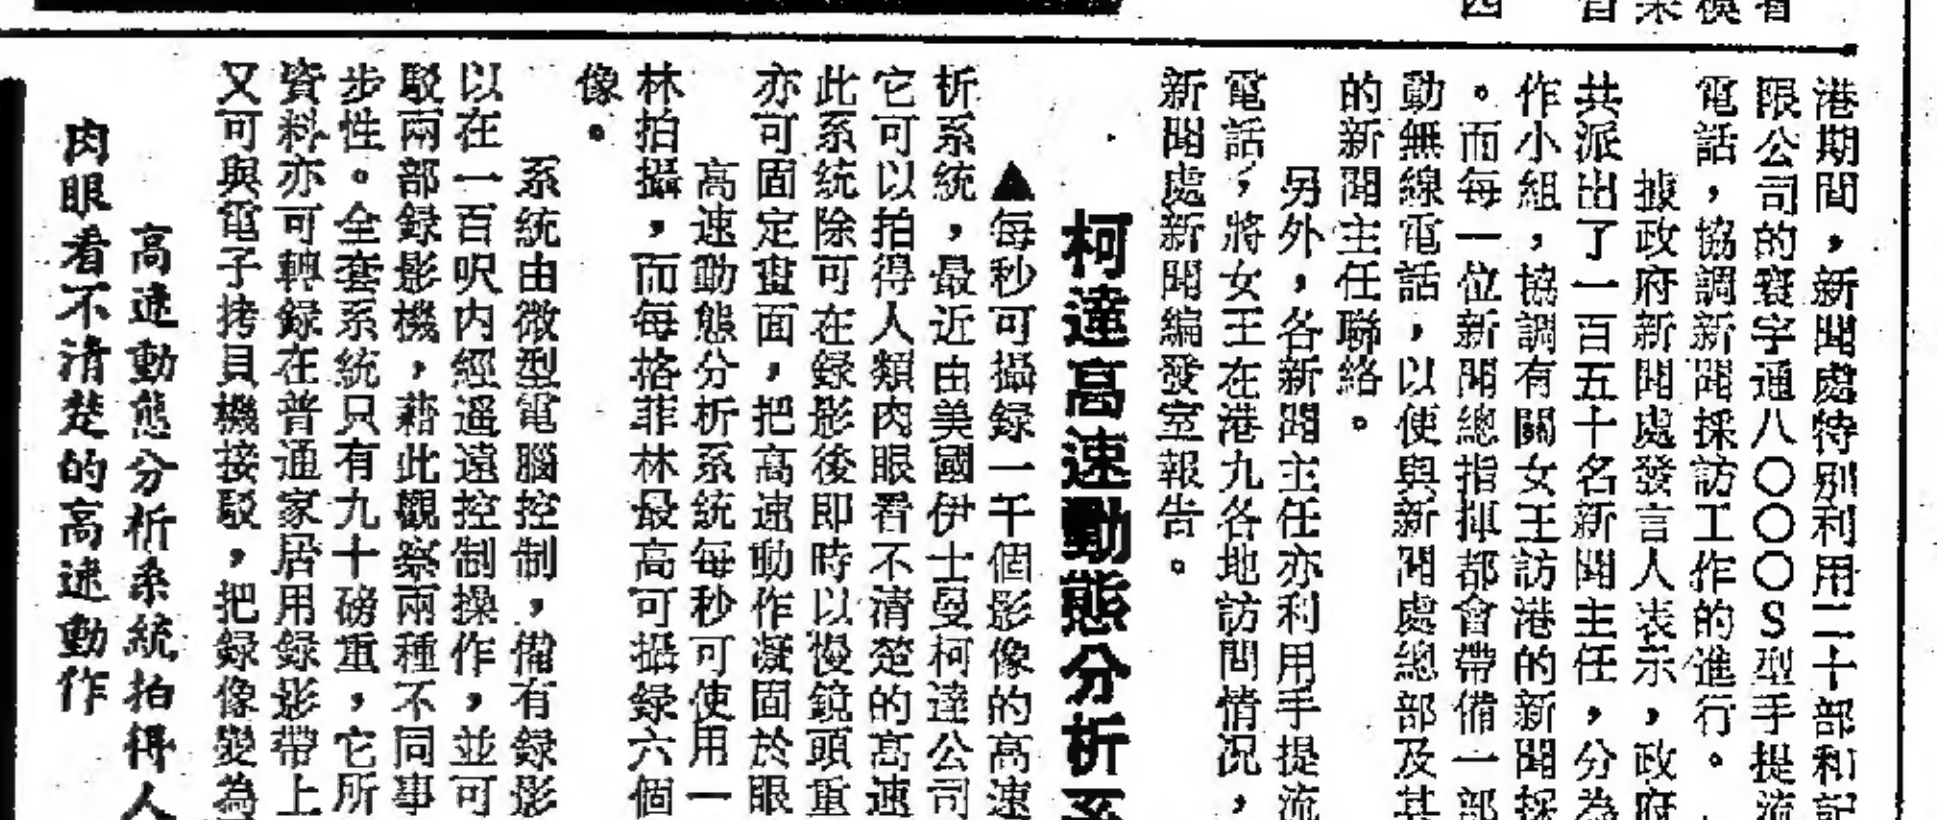 港期間，新聞處特別利用二十部和記
限公司的賽孚通八〇〇〇S型手提流
電話，協調新聞採訪工作的進行。
據政府新聞處發言人表示，政府
共派出了一百五十名新聞主任，分為
作小組，協調有關女王訪港的新聞採
。而每一位新聞總指揮都會帶備一部
動無線電話，以使與新聞處總部及其
的新聞主任聯絡。
另外，各新聞主任亦利用手提流
電話，將女王在港九各地訪問情況，
新聞處新聞編發室報告。
柯達高速動態分析系
▲每秒可攝録一千個影像的高速
析系統，最近由美國伊士曼柯達公司
它可以拍得人類肉眼看不清楚的高速
此系統除可在録影後即時以慢鏡頭重
亦可固定畫面，把高速動作凝固於眼
高速動態分析系統每秒可使用一
林拍攝，而每格菲林最高可攝録六個
像。
系統由微型電腦控制，備有録影
以在一百呎内經遥遠控制操作，並可
駁兩部録影機，藉此觀察兩種不同事
步性。全套系統只有九十磅重，它所
資料亦可轉録在普通家居用録影帶上
又可與電子拷貝機接駁，把録像變為
高速動態分析系統拍得人
肉眼看不清楚的高速動作